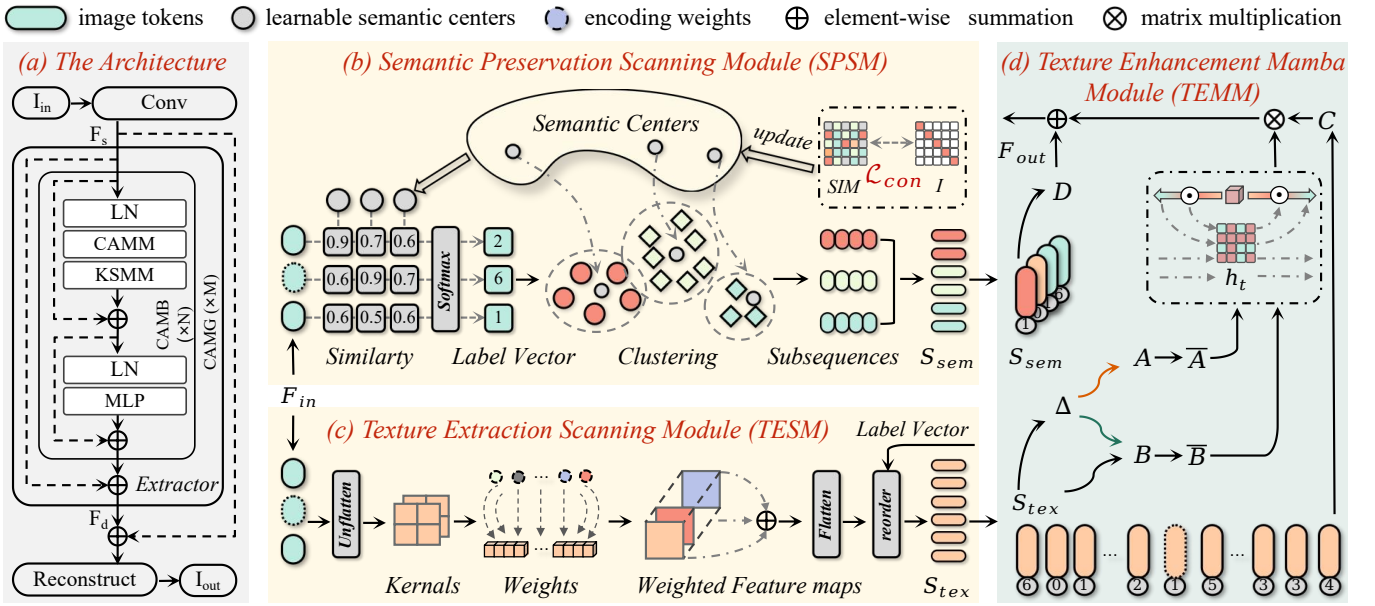 image tokens
learnable semantic centers
encoding weights
element-wise summation
matrix multiplication
(a) The Architecture
I_in
Conv
F_s
LN
CAMM
KSMM
CAMB (×N)
CAMG (×M)
LN
MLP
Extractor
F_d
Reconstruct
I_out
(b) Semantic Preservation Scanning Module (SPSM)
Semantic Centers
update
SIM
ℒ_con
I
0.9 0.7 0.6
2
0.6 0.9 0.7
6
0.6 0.5 0.6
1
Softmax
Similarty
Label Vector
Clustering
Subsequences
S_sem
F_in
(c) Texture Extraction Scanning Module (TESM)
Label Vector
Unflatten
...
...
Flatten
reorder
Kernals
Weights
Weighted Feature maps
S_tex
(d) Texture Enhancement Mamba
Module (TEMM)
C
F_out
D
h_t
6
1
0
1
S_sem
A
A̅
Δ
B
B̅
S_tex
... ...
6 0 1 2 1 5 3 3 4